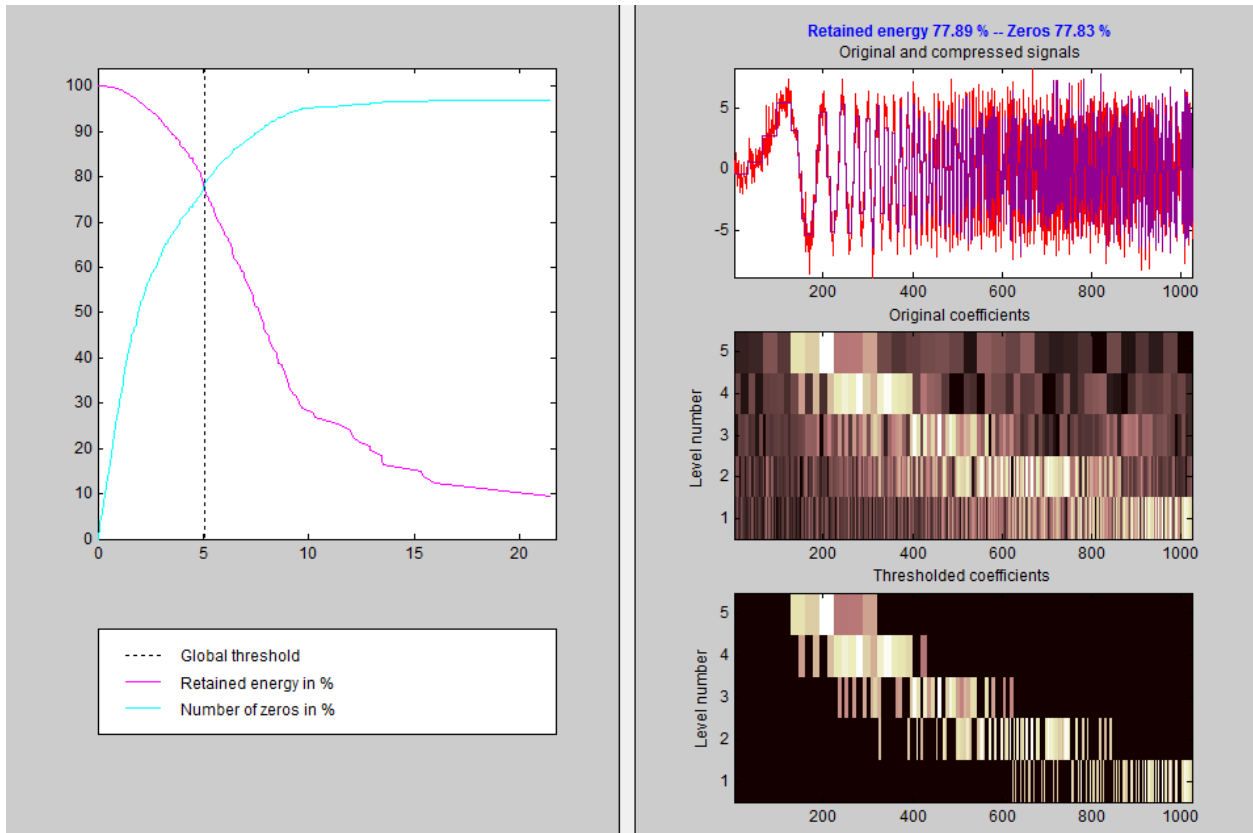 100
90
80
70
60
50
40
30
20
10
0
0 5 10 15 20
Global threshold
Retained energy in %
Number of zeros in %
Retained energy 77.89 % -- Zeros 77.83 %
Original and compressed signals
5
0
-5
200 400 600 800 1000
Original coefficients
Level number
5
4
3
2
1
200 400 600 800 1000
Thresholded coefficients
Level number
5
4
3
2
1
200 400 600 800 1000